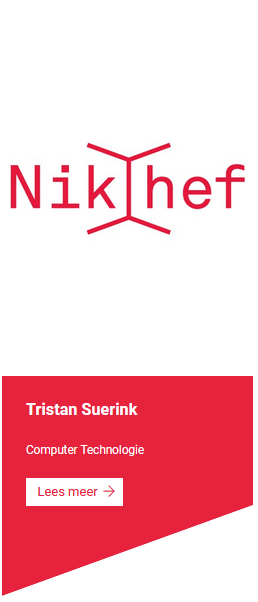 Nikhef
Tristan Suerink
Computer Technologie
Lees meer →